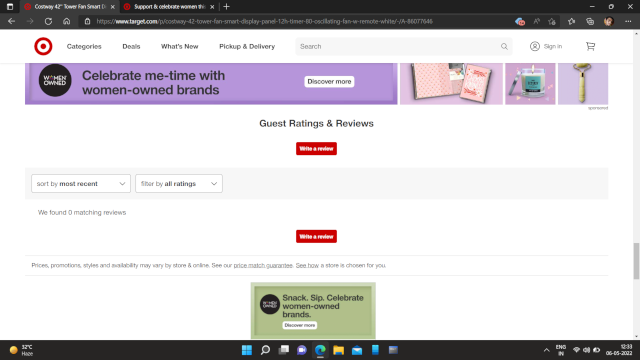 Costway 42" Tower Fan Smart D
Support & celebrate women thi
https://www.target.com/p/costway-42-tower-fan-smart-display-panel-12h-timer-80-oscillating-fan-w-remote-white/-/A-86077646
Categories
Deals
What's New
Pickup & Delivery
Search
Sign in
WOMEN OWNED
Celebrate me-time with
women-owned brands
Discover more
sponsored
Guest Ratings & Reviews
Write a review
sort by most recent
filter by all ratings
We found 0 matching reviews
Write a review
Prices, promotions, styles and availability may vary by store & online. See our price match guarantee. See how a store is chosen for you.
WOMEN OWNED
Snack. Sip. Celebrate
women-owned
brands.
Discover more
32°C
Haze
ENG
IN
12:33
06-05-2022